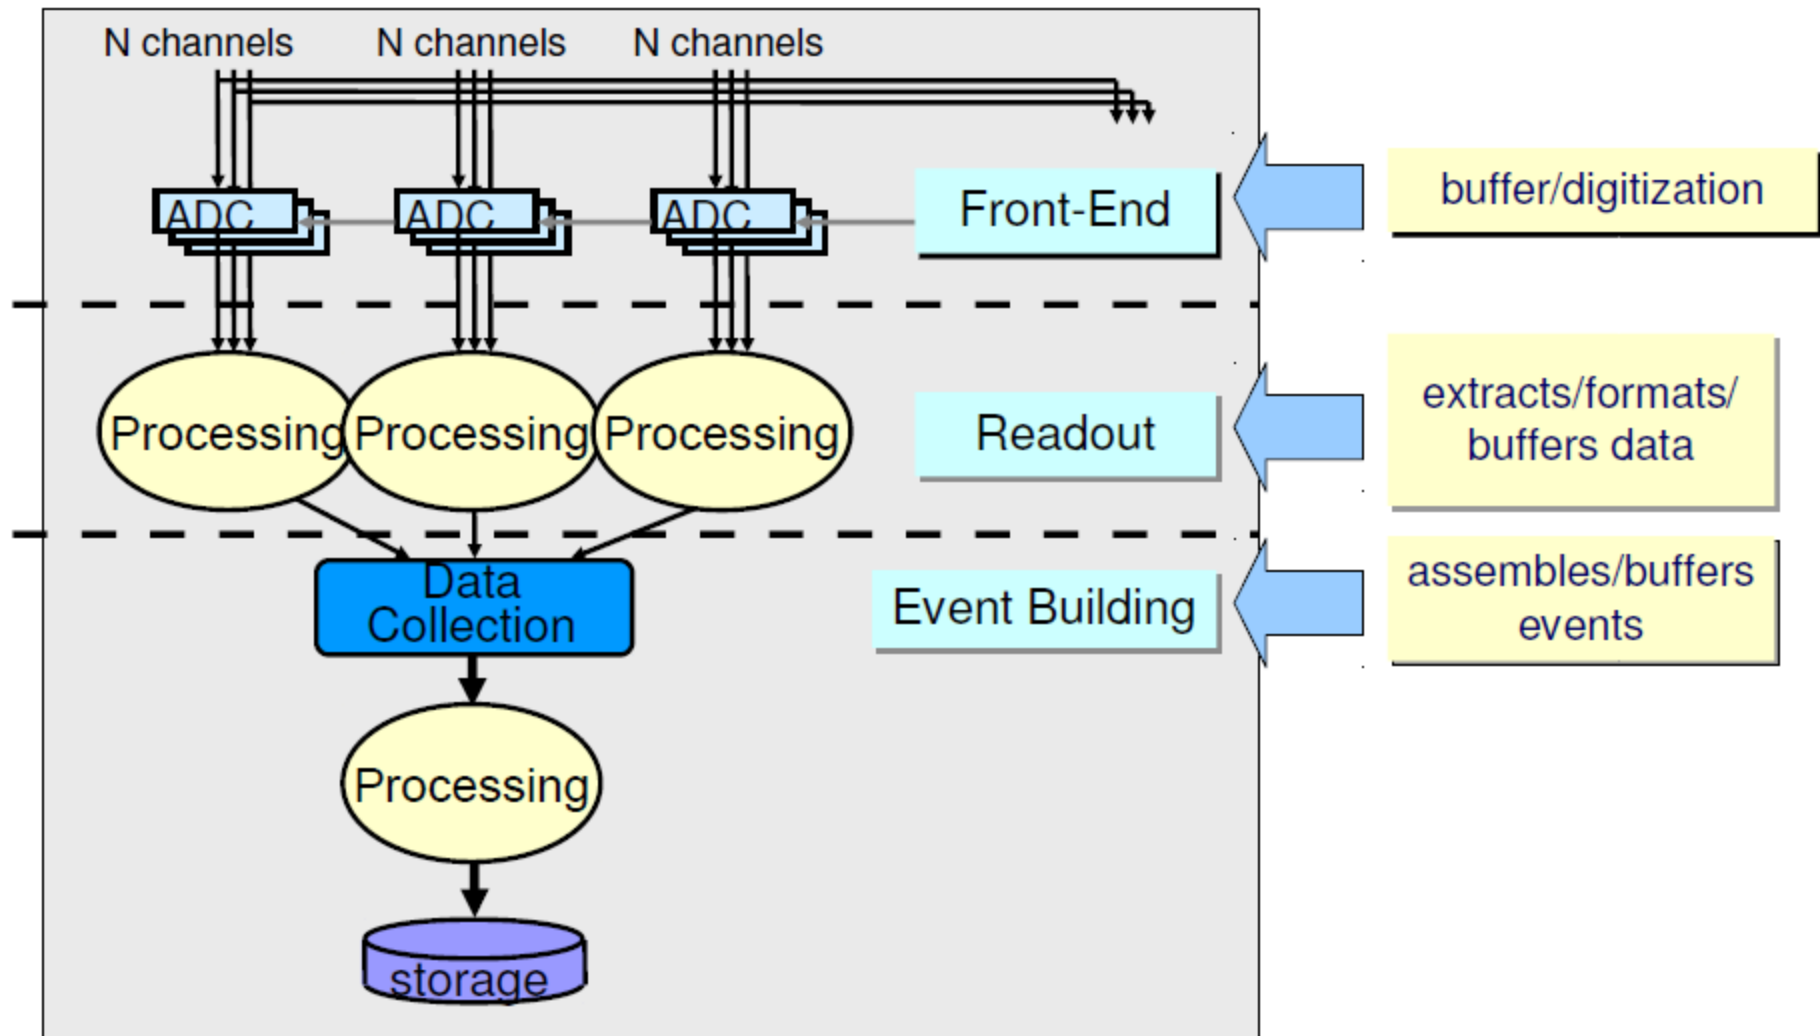 N channels
N channels
N channels
ADC
ADC
ADC
Front-End
buffer/digitization
Processing
Processing
Processing
Readout
extracts/formats/
buffers data
Data
Collection
Event Building
assembles/buffers
events
Processing
storage